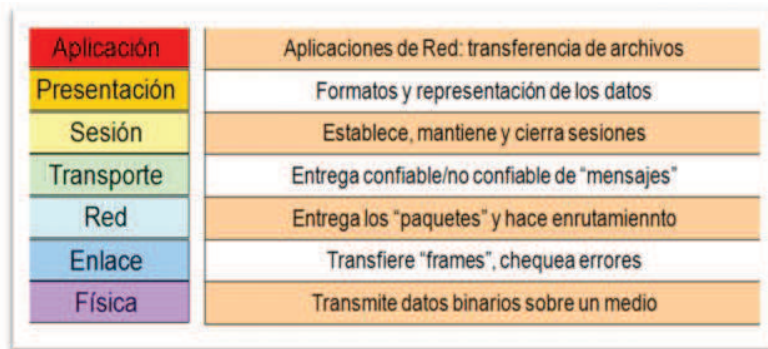 Aplicación Aplicaciones de Red: transferencia de archivos
Presentación Formatos y representación de los datos
Sesión Establece, mantiene y cierra sesiones
Transporte Entrega confiable/no confiable de “mensajes”
Red Entrega los “paquetes” y hace enrutamiennto
Enlace Transfiere “frames”, chequea errores
Física Transmite datos binarios sobre un medio